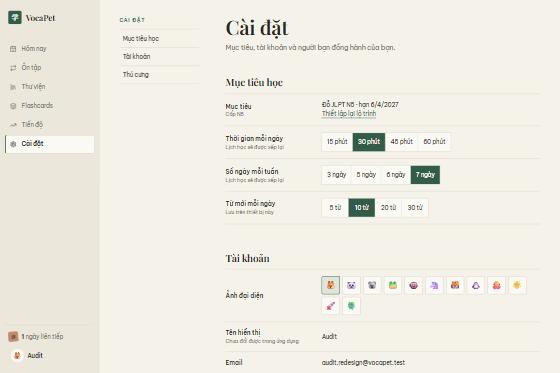 VocaPet
Hôm nay
Ôn tập
Thư viện
Flashcards
Tiến độ
Cài đặt
1 ngày liên tiếp
Audit
CÀI ĐẶT
Mục tiêu học
Tài khoản
Thú cưng
Cài đặt
Mục tiêu, tài khoản và người bạn đồng hành của bạn.
Mục tiêu học
Mục tiêu
Cấp N5
Đỗ JLPT N5 · hạn 6/4/2027
Thiết lập lại lộ trình
Thời gian mỗi ngày
Lịch học sẽ được sắp lại
15 phút 30 phút 45 phút 60 phút
Số ngày mỗi tuần
Lịch học sẽ được sắp lại
3 ngày 5 ngày 6 ngày 7 ngày
Từ mới mỗi ngày
Lưu trên thiết bị này
5 từ 10 từ 20 từ 30 từ
Tài khoản
Ảnh đại diện
Tên hiển thị
Chưa đổi được trong ứng dụng
Audit
Email
audit.redesign@vocapet.test